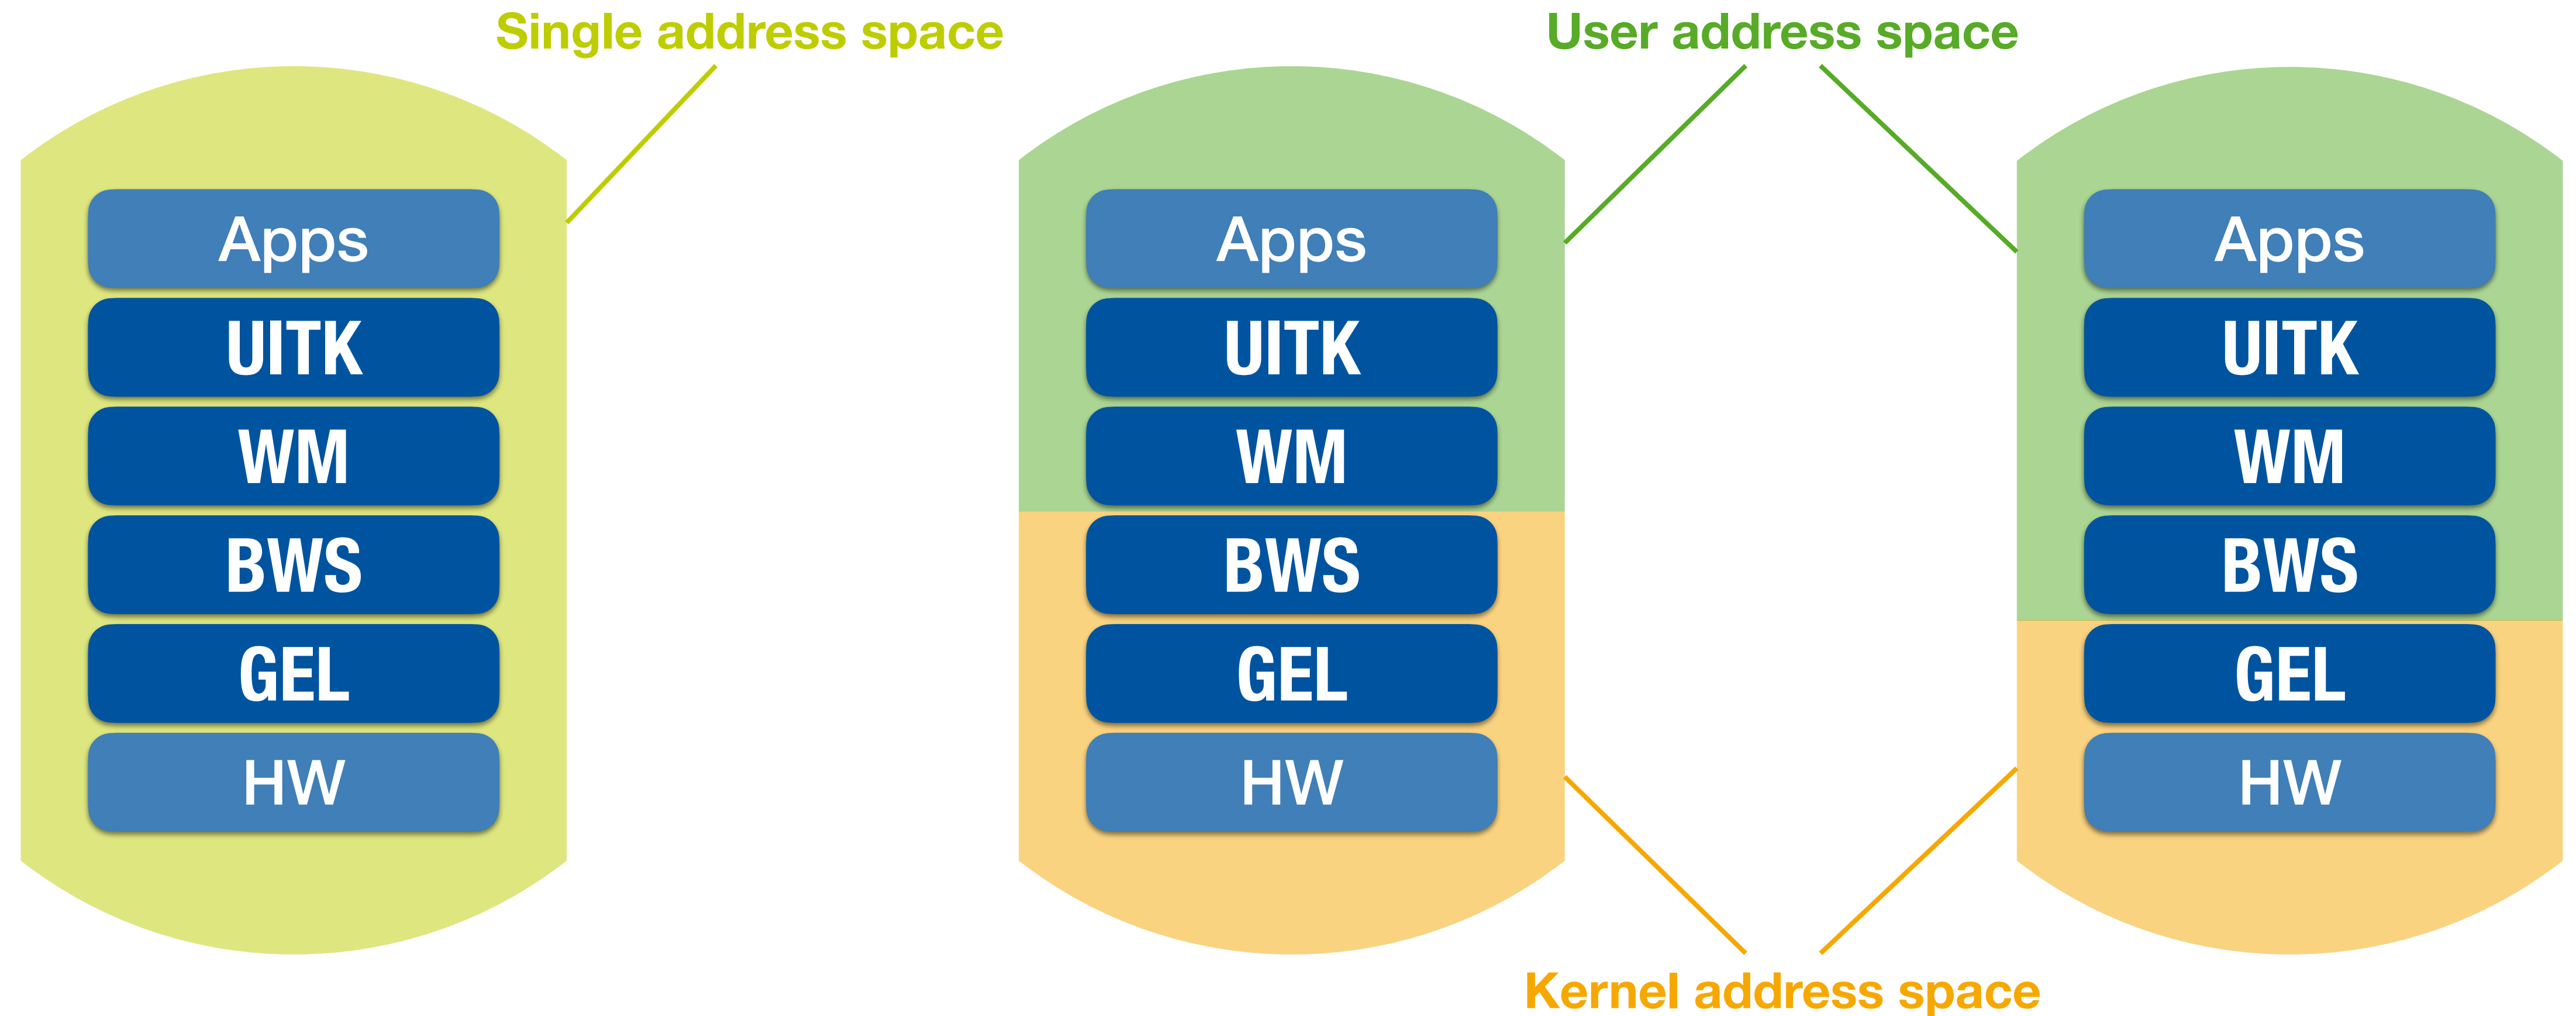 Single address space
User address space
Apps
UITK
WM
BWS
GEL
HW
Apps
UITK
WM
BWS
GEL
HW
Apps
UITK
WM
BWS
GEL
HW
Kernel address space